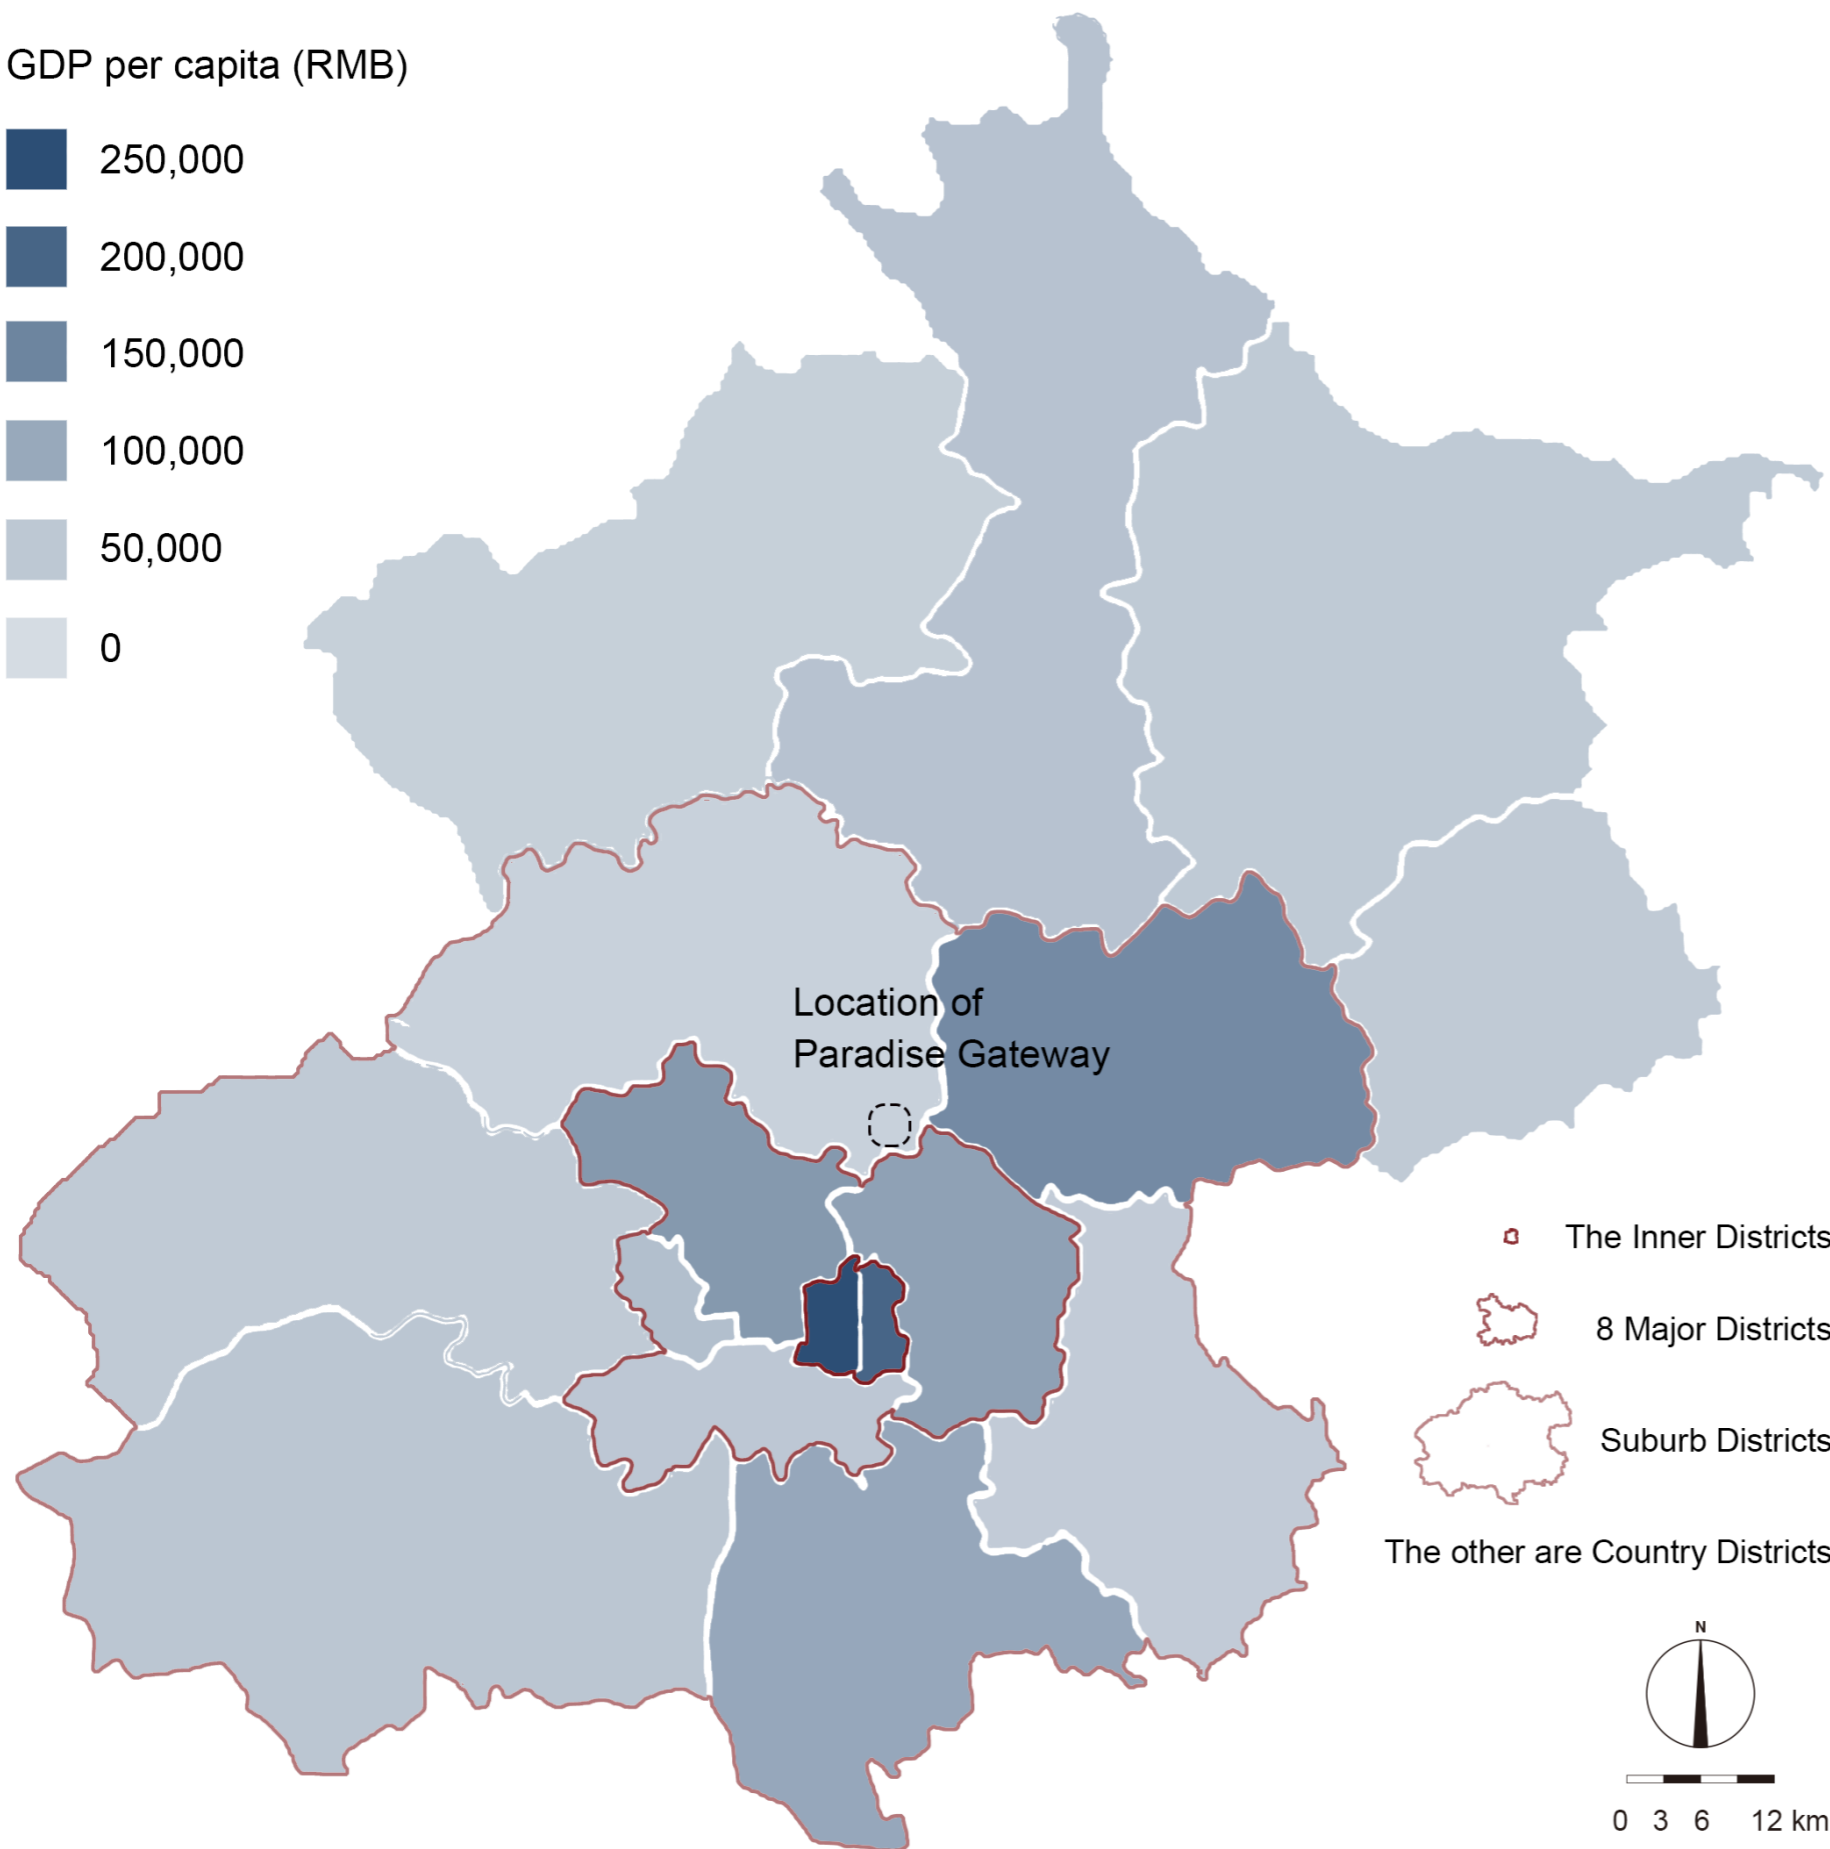 GDP per capita (RMB)
250,000
200,000
150,000
100,000
50,000
0
Location of
Paradise Gateway
The Inner Districts
8 Major Districts
Suburb Districts
The other are Country Districts
N
0 3 6 12 km